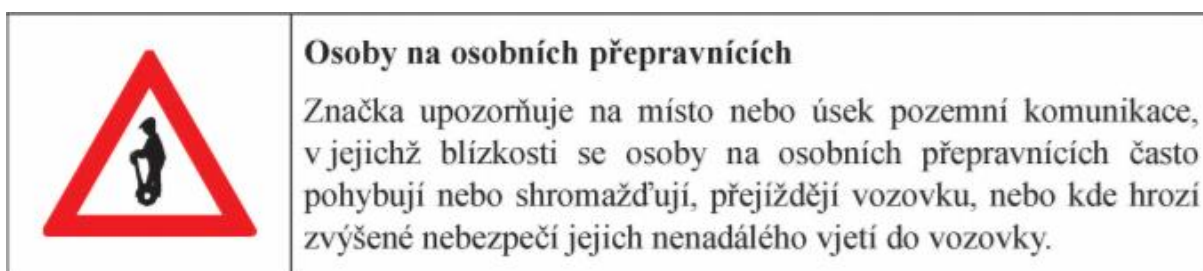 Osoby na osobních přepravnících
Značka upozorňuje na místo nebo úsek pozemní komunikace,
v jejichž blízkosti se osoby na osobních přepravnících často
pohybují nebo shromažďují, přejíždějí vozovku, nebo kde hrozí
zvýšené nebezpečí jejich nenadálého vjetí do vozovky.